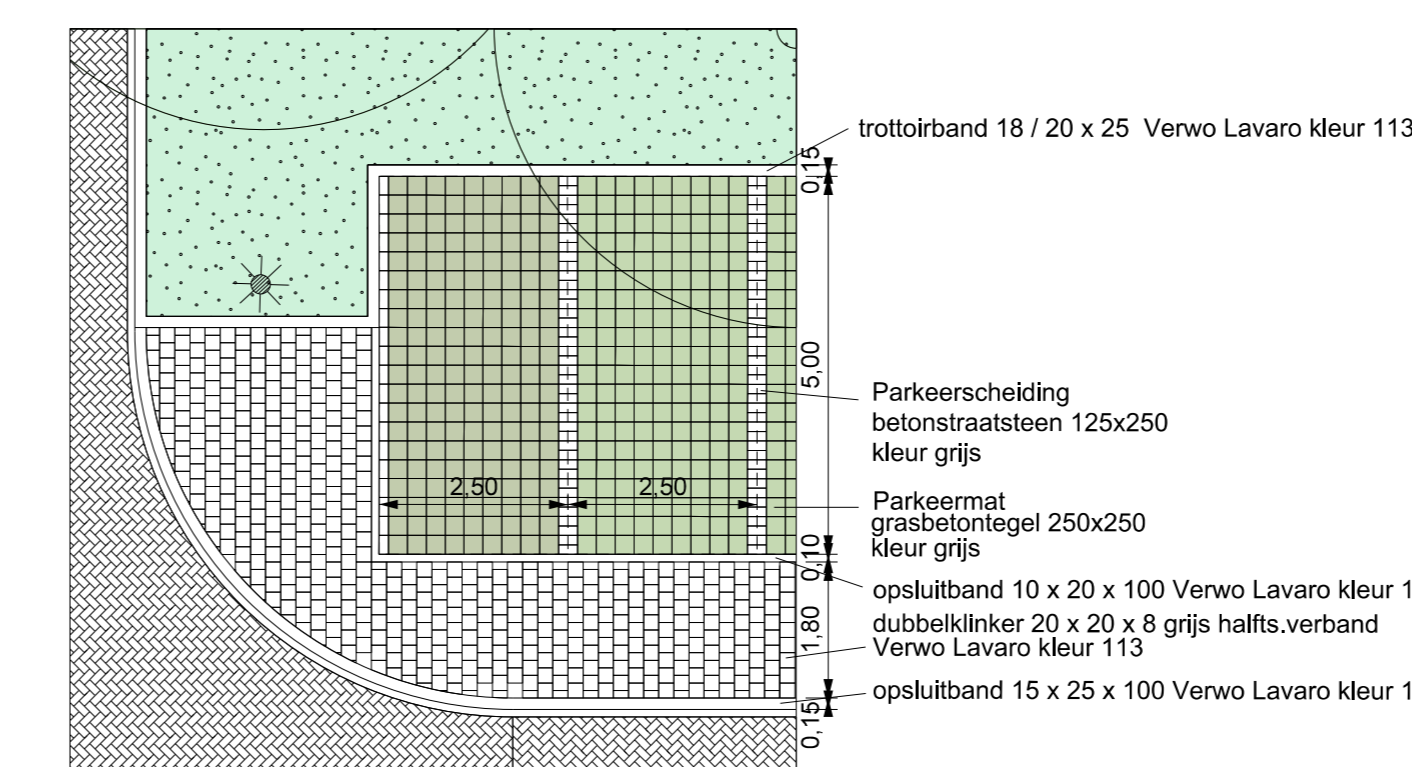 trottoirband 18 / 20 x 25 Verwo Lavaro kleur 113
0,15
5,00
Parkeerscheiding
betonstraatsteen 125x250
kleur grijs
2,50
2,50
Parkeermat
grasbetontegel 250x250
kleur grijs
0,10
opsluitband 10 x 20 x 100 Verwo Lavaro kleur 1
dubbelklinker 20 x 20 x 8 grijs halfts.verband
Verwo Lavaro kleur 113
1,80
opsluitband 15 x 25 x 100 Verwo Lavaro kleur 1
0,15